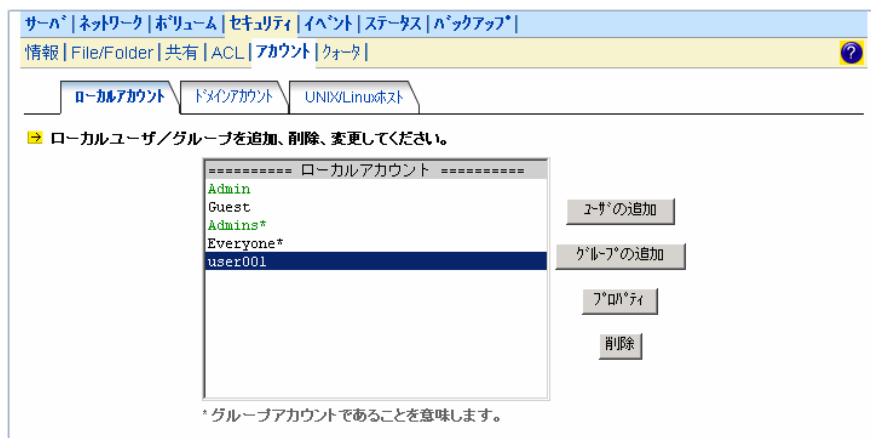 ｻｰﾊﾞ|ﾈｯﾄﾜｰｸ|ﾎﾞﾘｭｰﾑ|ｾｷｭﾘﾃｨ|ｲﾍﾞﾝﾄ|ｽﾃｰﾀｽ|ﾊﾞｯｸｱｯﾌﾟ|
情報|File/Folder|共有|ACL|ｱｶｳﾝﾄ|ｸｫｰﾀ|
?
ﾛｰｶﾙｱｶｳﾝﾄ ﾄﾞﾒｲﾝｱｶｳﾝﾄ UNIX/Linuxﾎｽﾄ
ローカルユーザ／グループを追加、削除、変更してください。
========== ローカルアカウント ==========
Admin
Guest
Admins*
Everyone*
user001
ﾕｰｻﾞの追加
ｸﾞﾙｰﾌﾟの追加
ﾌﾟﾛﾊﾟﾃｨ
削除
*グループアカウントであることを意味します。